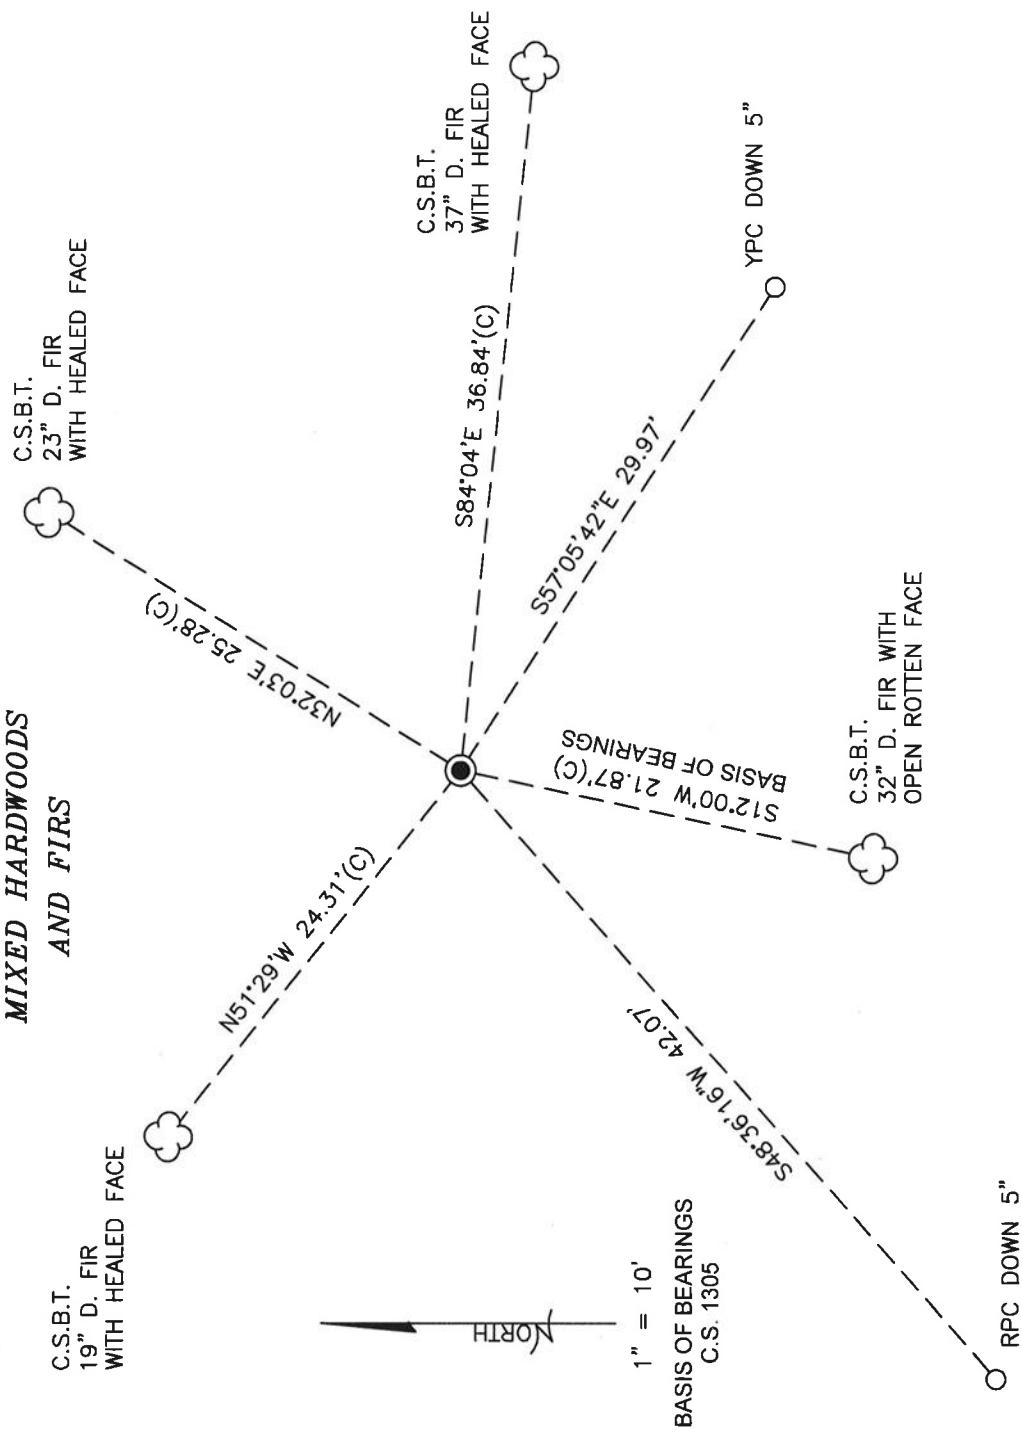 MIXED HARDWOODS
AND FIRS
C.S.B.T.
19" D. FIR
WITH HEALED FACE
N51°29'W 24.31'(C)
C.S.B.T.
23" D. FIR
WITH HEALED FACE
N32°03'E 25.28'(C)
C.S.B.T.
37" D. FIR
WITH HEALED FACE
S84°04'E 36.84'(C)
S57°05'42"E 29.97'
YPC DOWN 5"
S12°00'W 21.87'(C)
BASIS OF BEARINGS
C.S.B.T.
32" D. FIR WITH
OPEN ROTTEN FACE
S48°36'16"W 42.07'
RPC DOWN 5"
NORTH
1" = 10'
BASIS OF BEARINGS
C.S. 1305